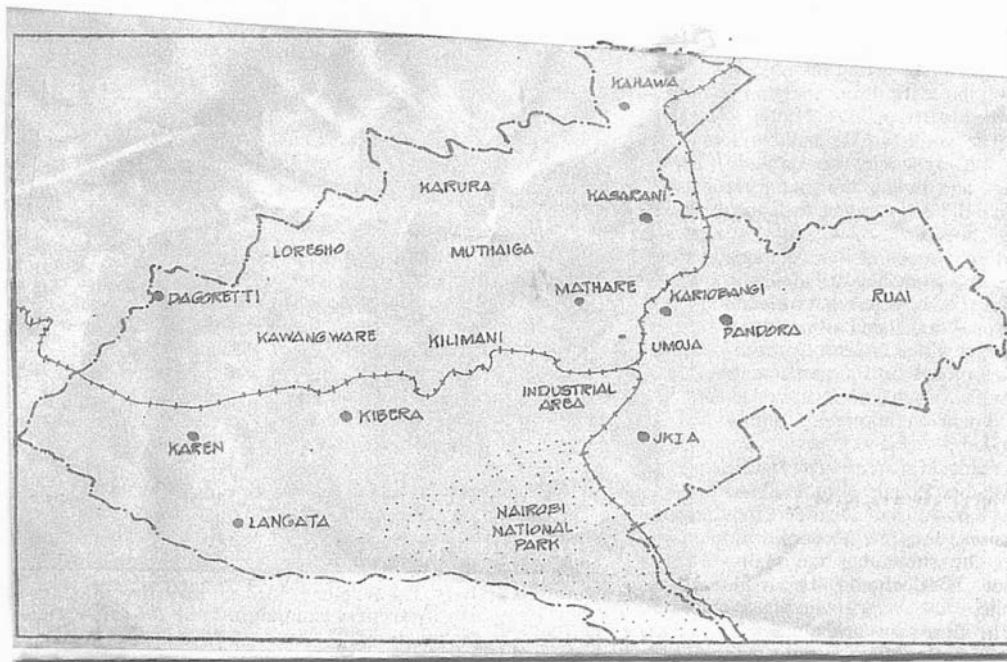 KAHAWA
KARURA
KASARANI
LORESHO
MUTHAIGA
DAGORETTI
MATHARE
KARIOBANGI
RUAI
PANDORA
KAWANGWARE
KILIMANI
UMOJA
INDUSTRIAL
AREA
KIBERA
KAREN
JKIA
LANGATA
NAIROBI
NATIONAL
PARK